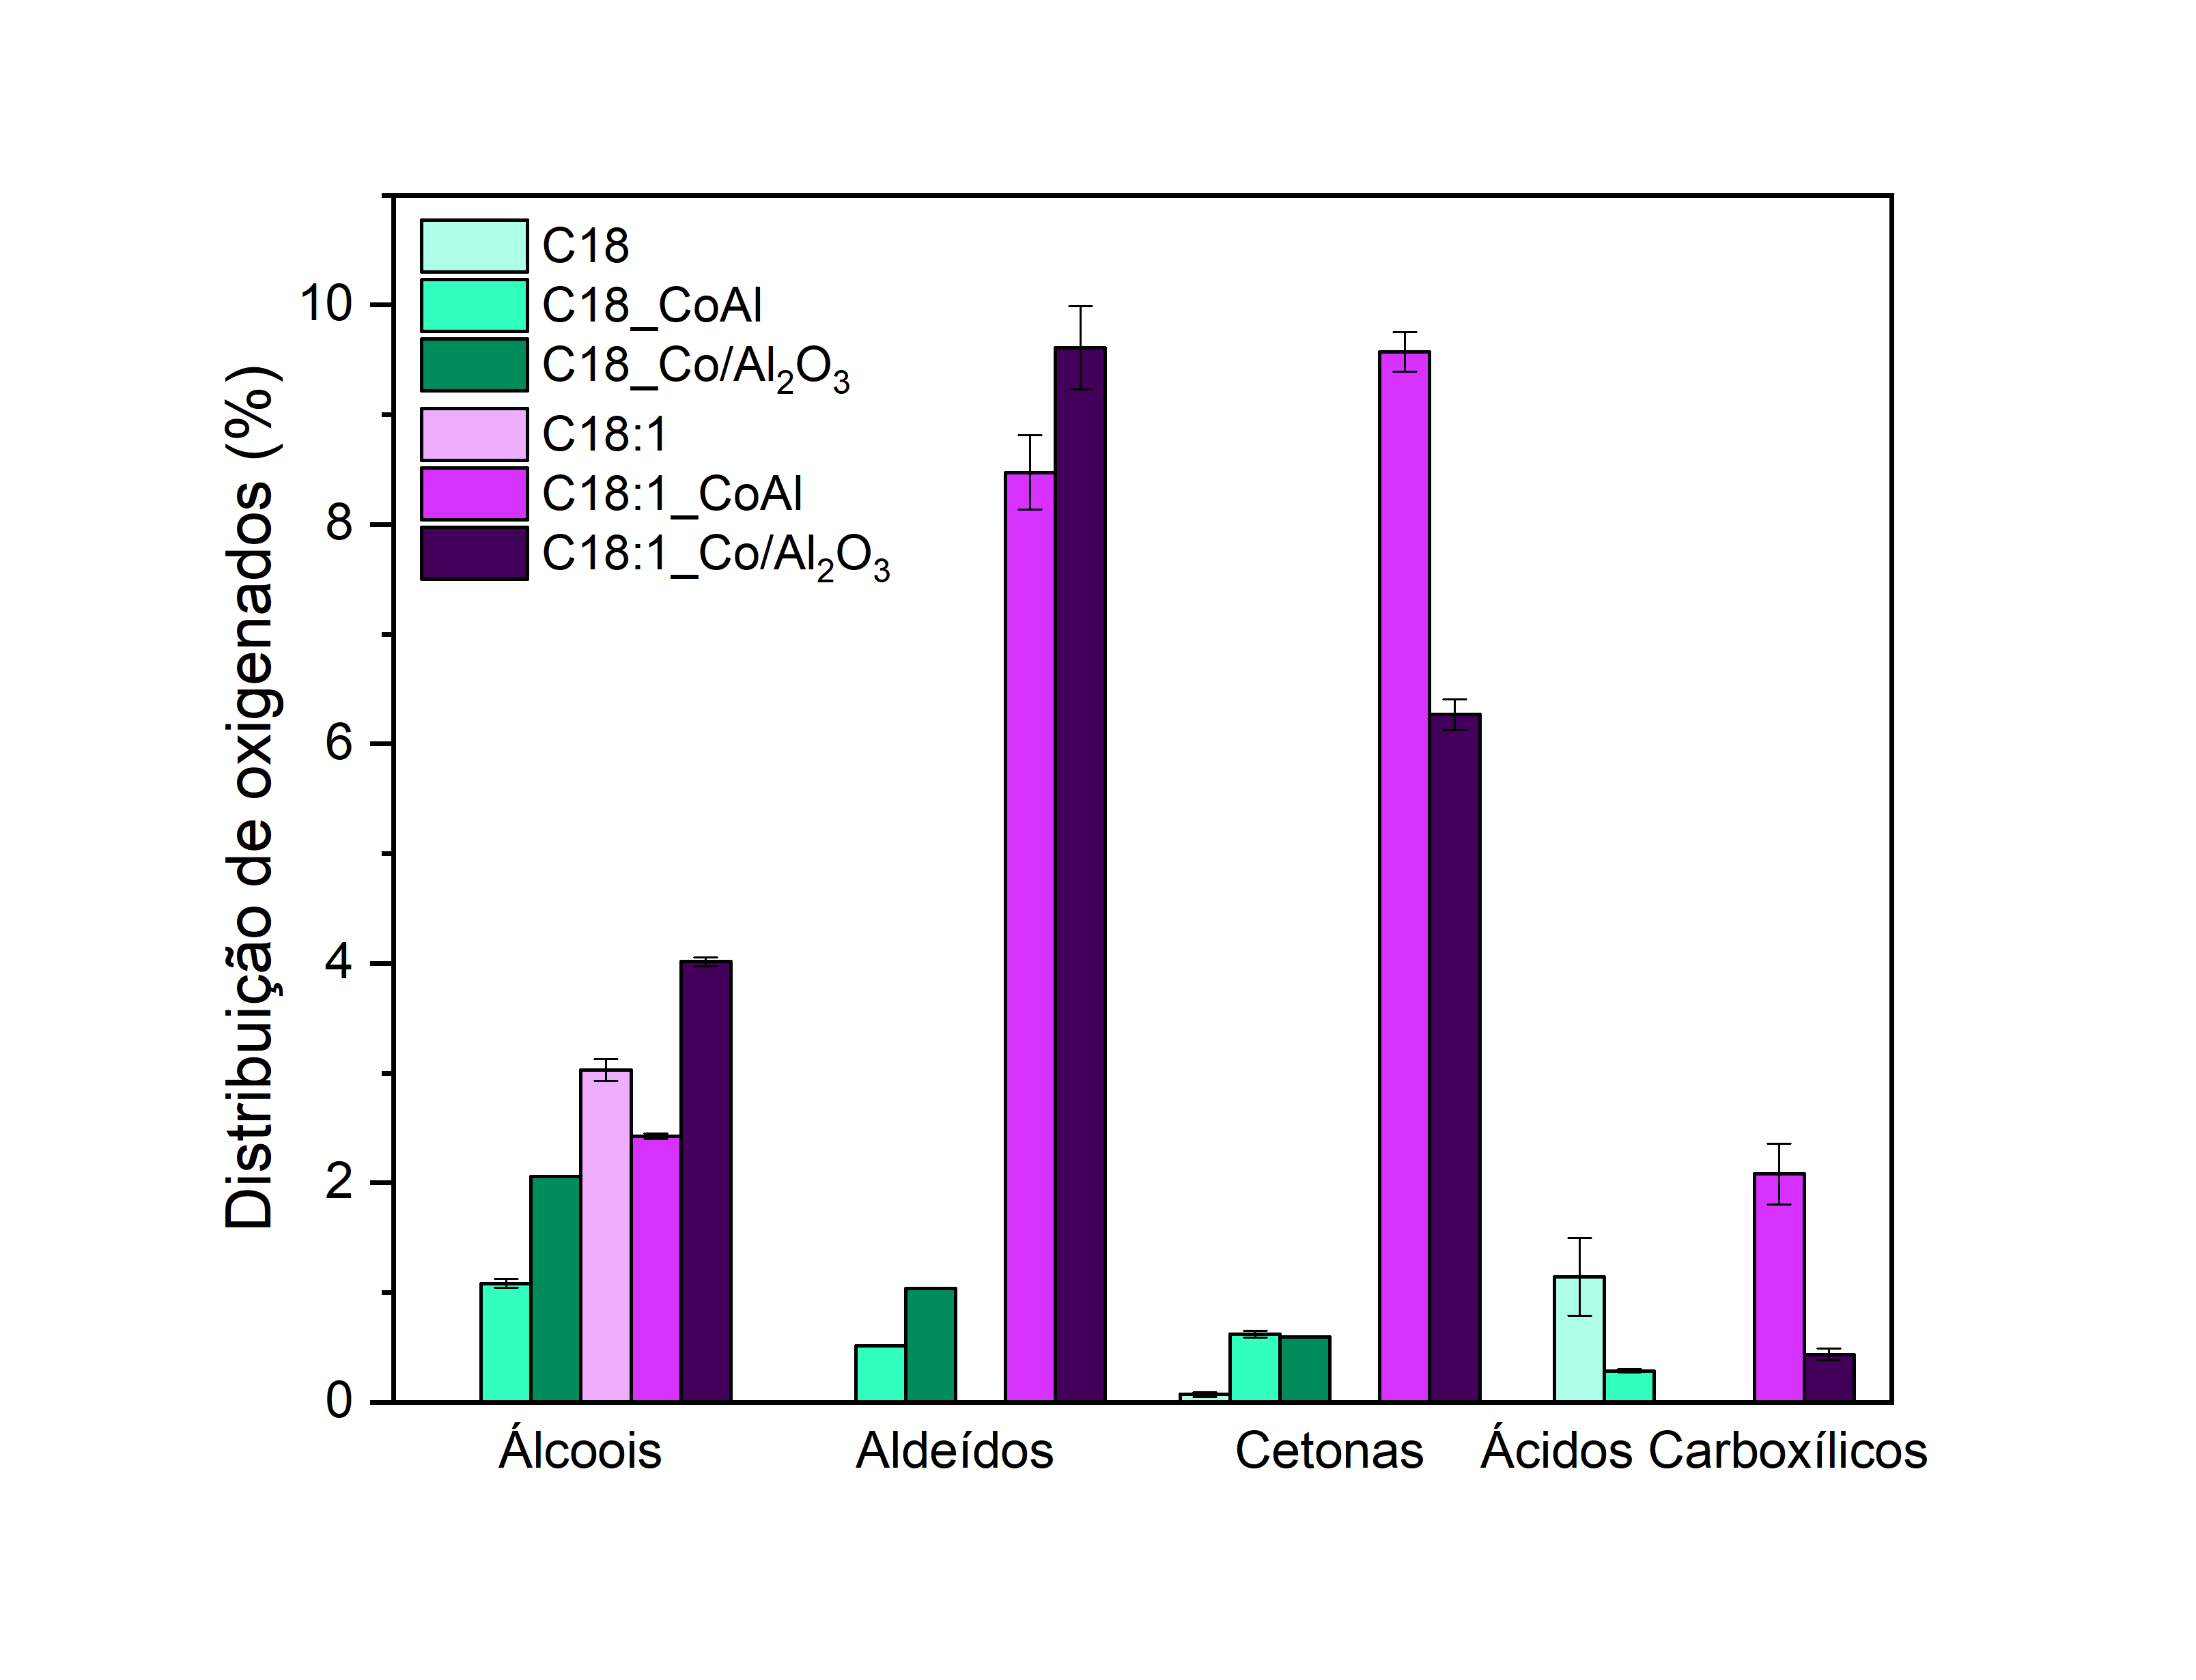 Distribuição de oxigenados (%)
10
8
6
4
2
0
C18
C18_CoAl
C18_Co/Al₂O₃
C18:1
C18:1_CoAl
C18:1_Co/Al₂O₃
Álcoois Aldeídos Cetonas Ácidos Carboxílicos